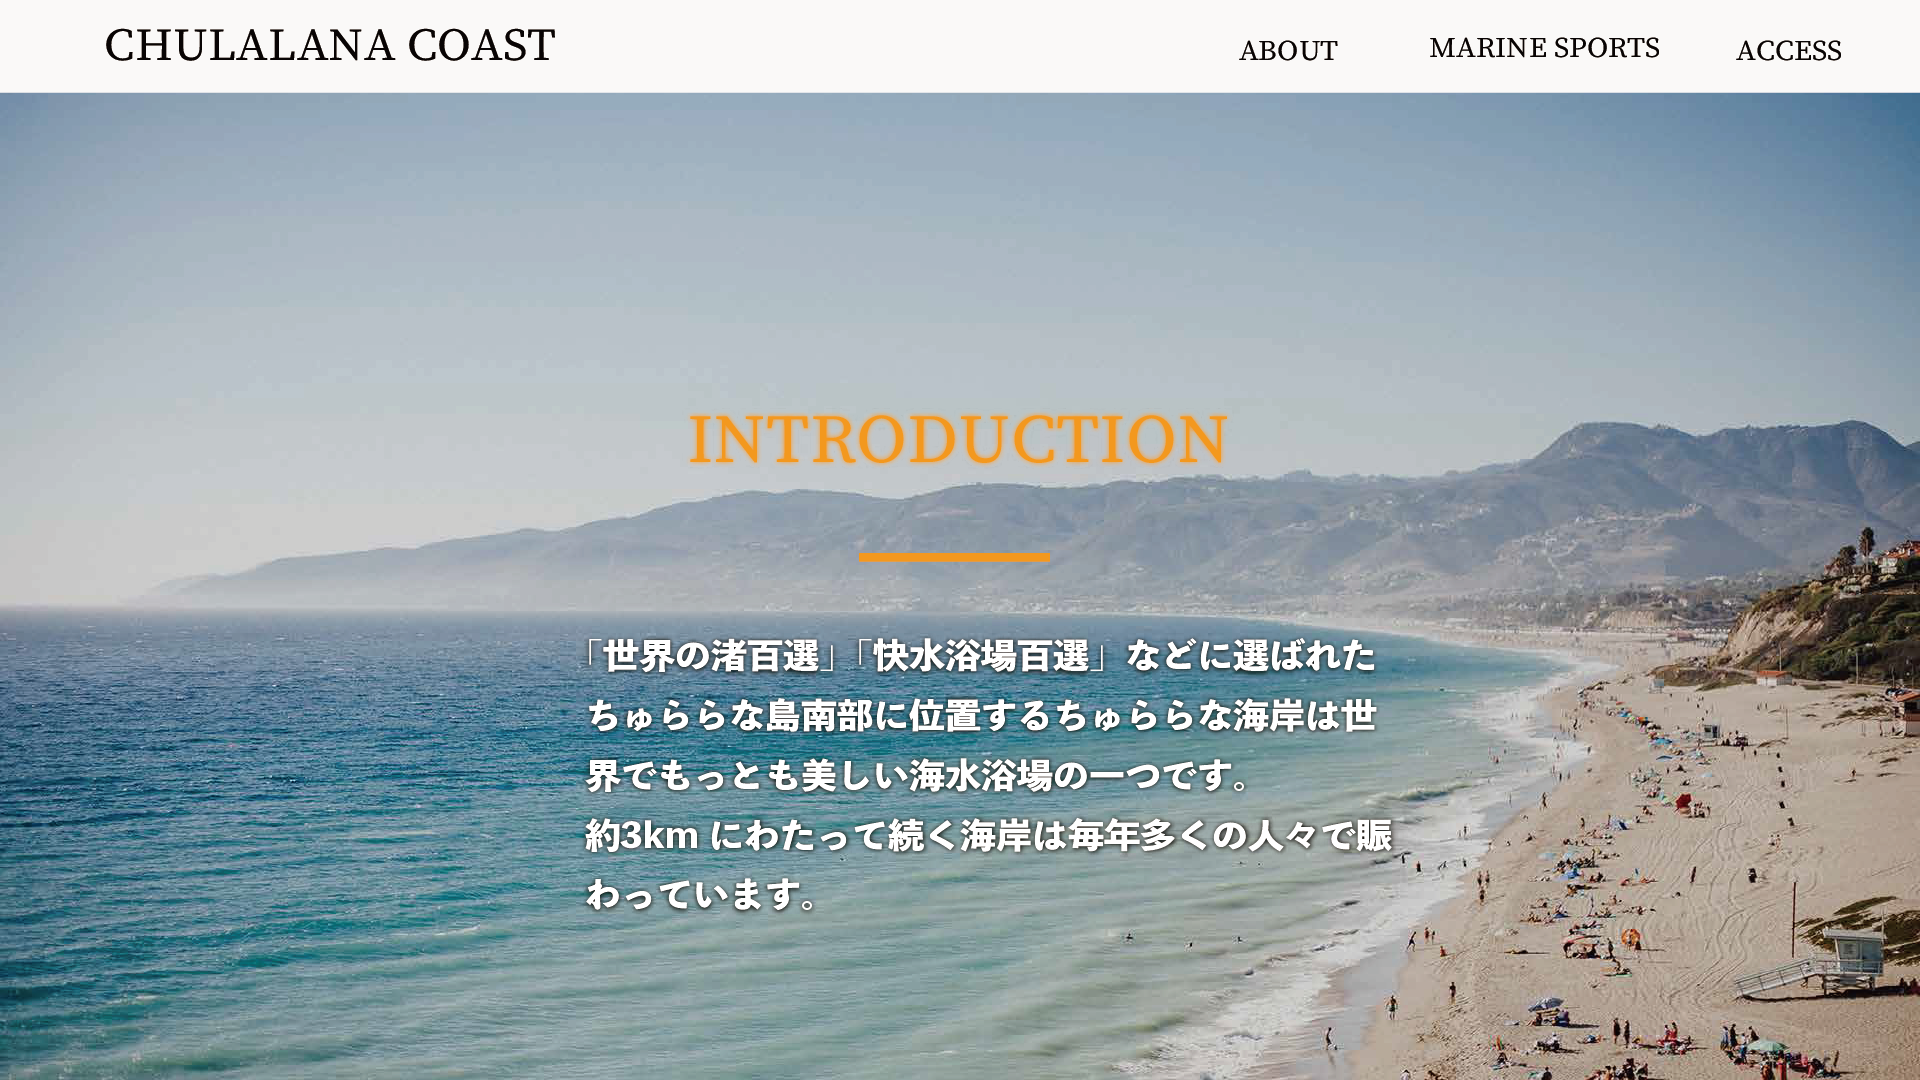 CHULALANA COAST
ABOUT
MARINE SPORTS
ACCESS
INTRODUCTION
「世界の渚百選」「快水浴場百選」などに選ばれた
ちゅららな島南部に位置するちゅららな海岸は世
界でもっとも美しい海水浴場の一つです。
約3km にわたって続く海岸は毎年多くの人々で賑
わっています。